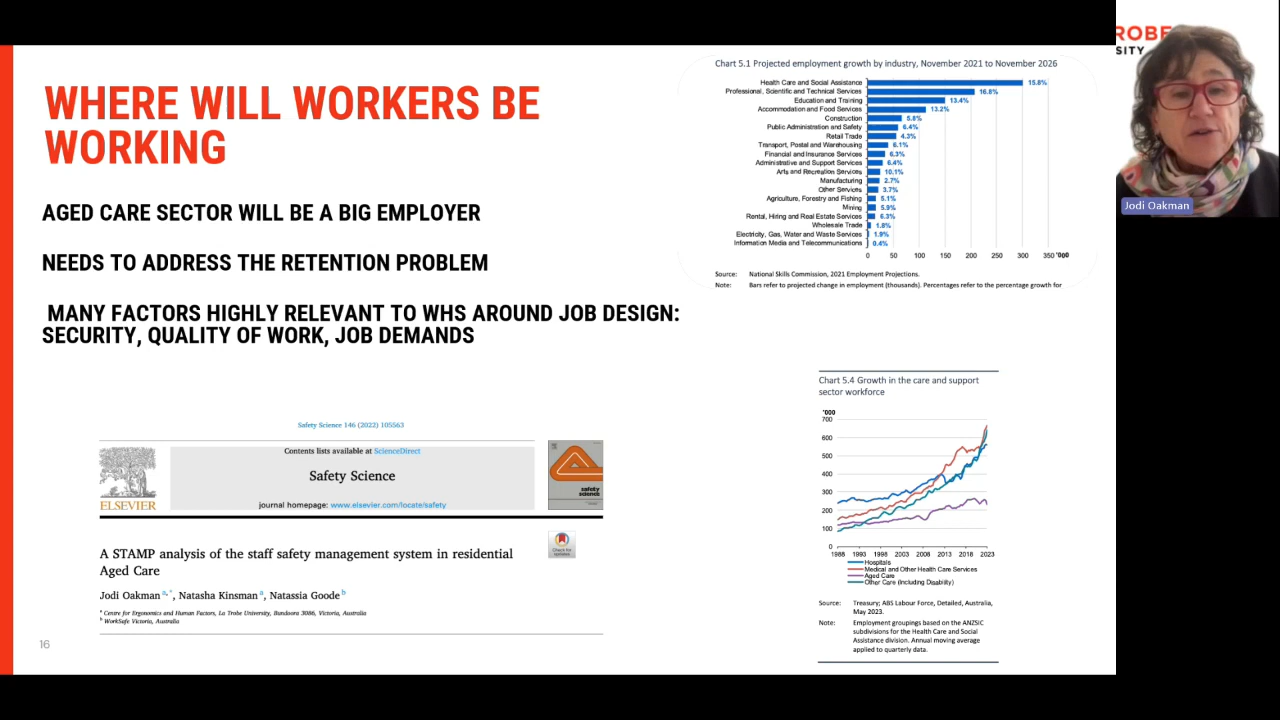 WHERE WILL WORKERS BE
WORKING
AGED CARE SECTOR WILL BE A BIG EMPLOYER
NEEDS TO ADDRESS THE RETENTION PROBLEM
MANY FACTORS HIGHLY RELEVANT TO WHS AROUND JOB DESIGN:
SECURITY, QUALITY OF WORK, JOB DEMANDS
Chart 5.1 Projected employment growth by industry, November 2021 to November 2026
Health Care and Social Assistance 15.8%
Professional, Scientific and Technical Services 16.8%
Education and Training 13.4%
Accommodation and Food Services 13.2%
Construction 5.8%
Public Administration and Safety 6.4%
Retail Trade 4.3%
Transport, Postal and Warehousing 6.1%
Financial and Insurance Services 6.3%
Administrative and Support Services 6.4%
Arts and Recreation Services 10.1%
Manufacturing 2.7%
Other Services 3.7%
Agriculture, Forestry and Fishing 5.1%
Mining 5.9%
Rental, Hiring and Real Estate Services 6.3%
Wholesale Trade 1.8%
Electricity, Gas, Water and Waste Services 1.9%
Information Media and Telecommunications 0.4%
0 50 100 150 200 250 300 350 '000
Source: National Skills Commission, 2021 Employment Projections.
Note: Bars refer to projected change in employment (thousands). Percentages refer to the percentage growth for
Safety Science 146 (2022) 105563
Contents lists available at ScienceDirect
Safety Science
journal homepage: www.elsevier.com/locate/safety
ELSEVIER
safety
science
Check for
updates
A STAMP analysis of the staff safety management system in residential
Aged Care
Jodi Oakman a,*, Natasha Kinsman a, Natassia Goode b
a Centre for Ergonomics and Human Factors, La Trobe University, Bundoora 3086, Victoria, Australia
b WorkSafe Victoria, Australia
16
Chart 5.4 Growth in the care and support
sector workforce
'000
700
600
500
400
300
200
100
0
1988 1993 1998 2003 2008 2013 2018 2023
Hospitals
Medical and Other Health Care Services
Aged Care
Other Care (Including Disability)
Source: Treasury; ABS Labour Force, Detailed, Australia,
May 2023.
Note: Employment groupings based on the ANZSIC
subdivisions for the Health Care and Social
Assistance division. Annual moving average
applied to quarterly data.
ROBE
SITY
Jodi Oakman